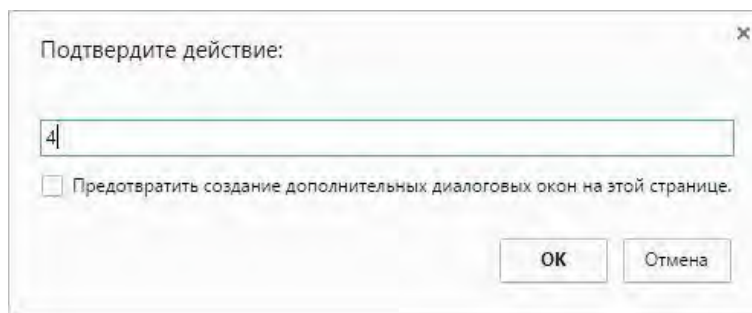 Подтвердите действие:
4
Предотвратить создание дополнительных диалоговых окон на этой странице.
OK
Отмена